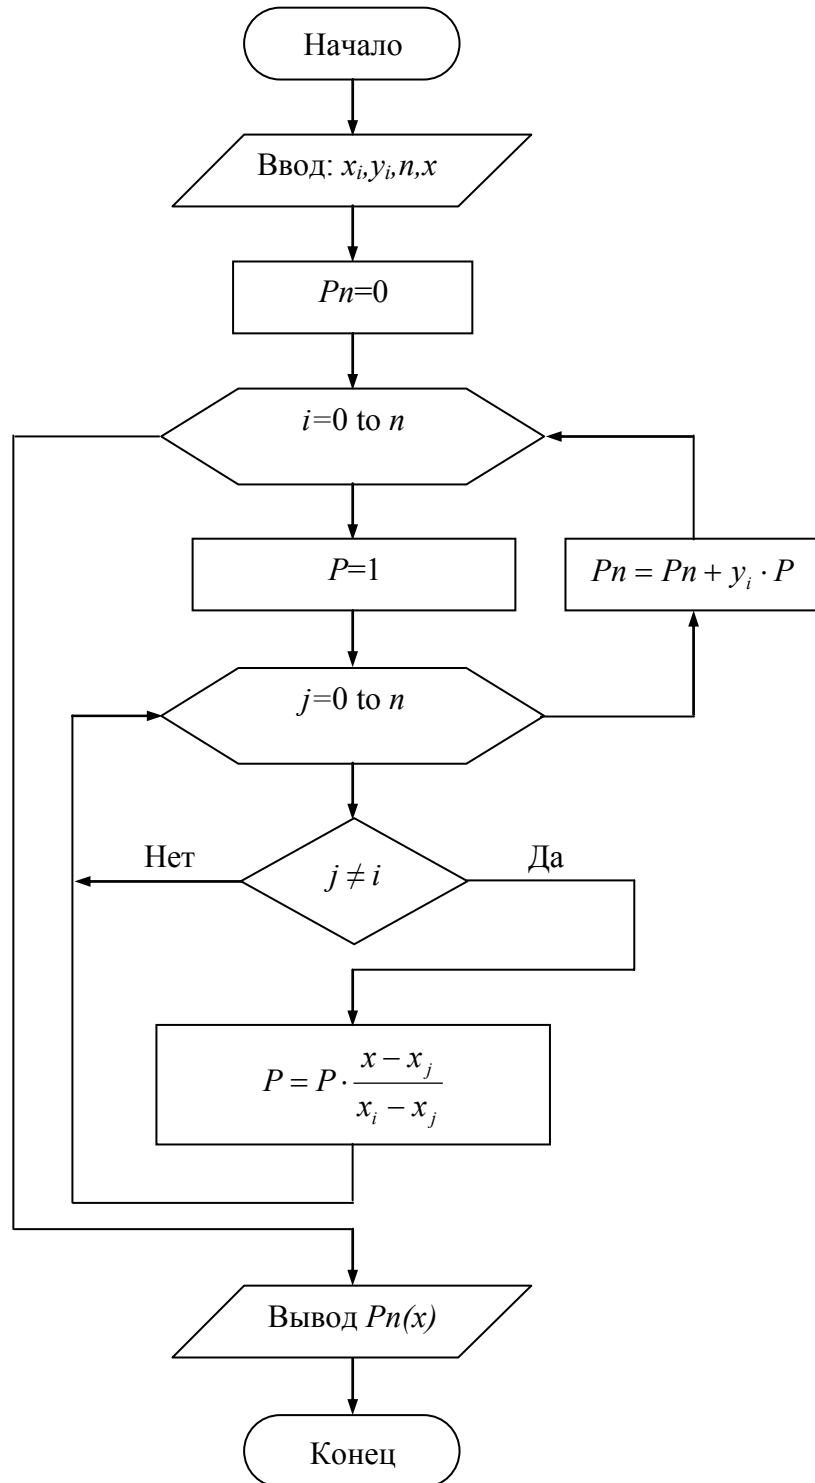 Начало
Ввод: xᵢ,yᵢ,n,x
Pn=0
i=0 to n
P=1
Pn = Pn + yᵢ · P
j=0 to n
Нет
j ≠ i
Да
P = P · (x − xⱼ)/(xᵢ − xⱼ)
Вывод Pn(x)
Конец